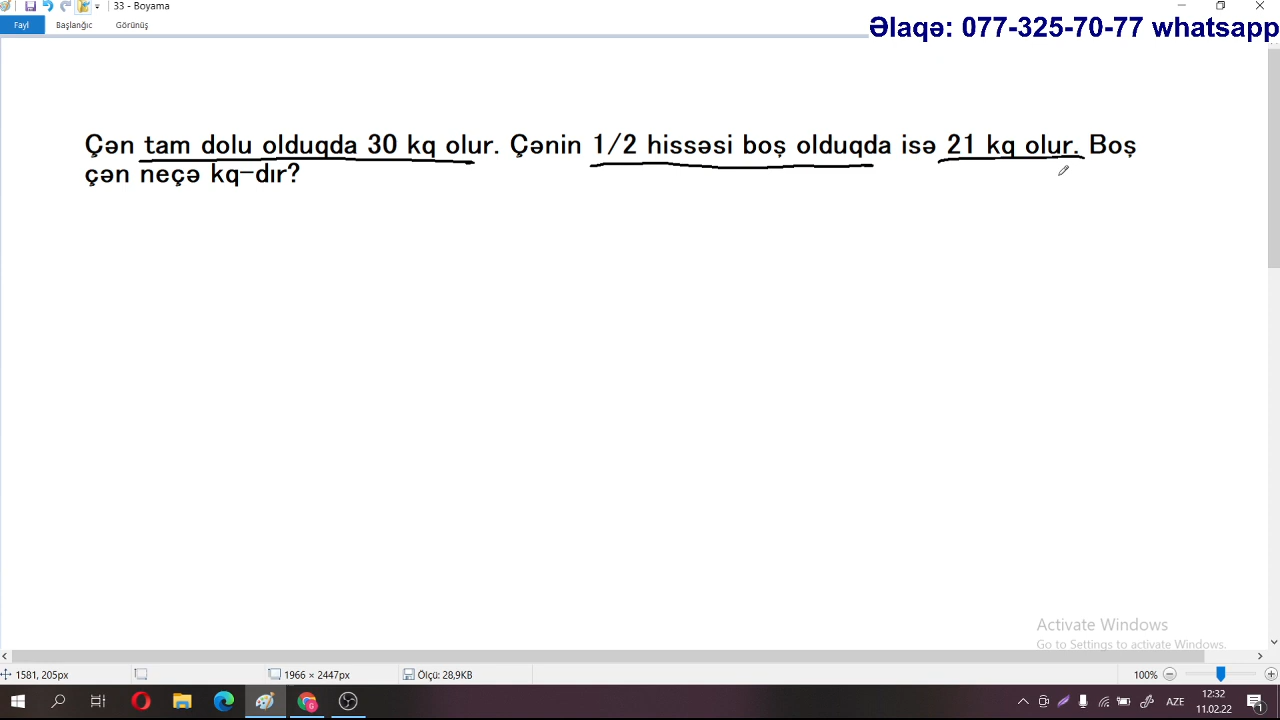 33 - Boyama
Fayl Başlanğıc Görünüş
Əlaqə: 077-325-70-77 whatsapp
Çən tam dolu olduqda 30 kq olur. Çənin 1/2 hissəsi boş olduqda isə 21 kq olur. Boş
çən neçə kq-dır?
Activate Windows
Go to Settings to activate Windows.
1581, 205px 1966 × 2447px Ölçü: 28,9KB 100%
AZE 12:32
11.02.22
1